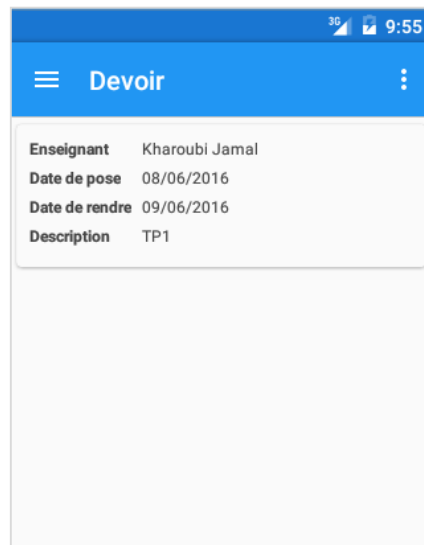 3G 9:55
Devoir
Enseignant Kharoubi Jamal
Date de pose 08/06/2016
Date de rendre 09/06/2016
Description TP1